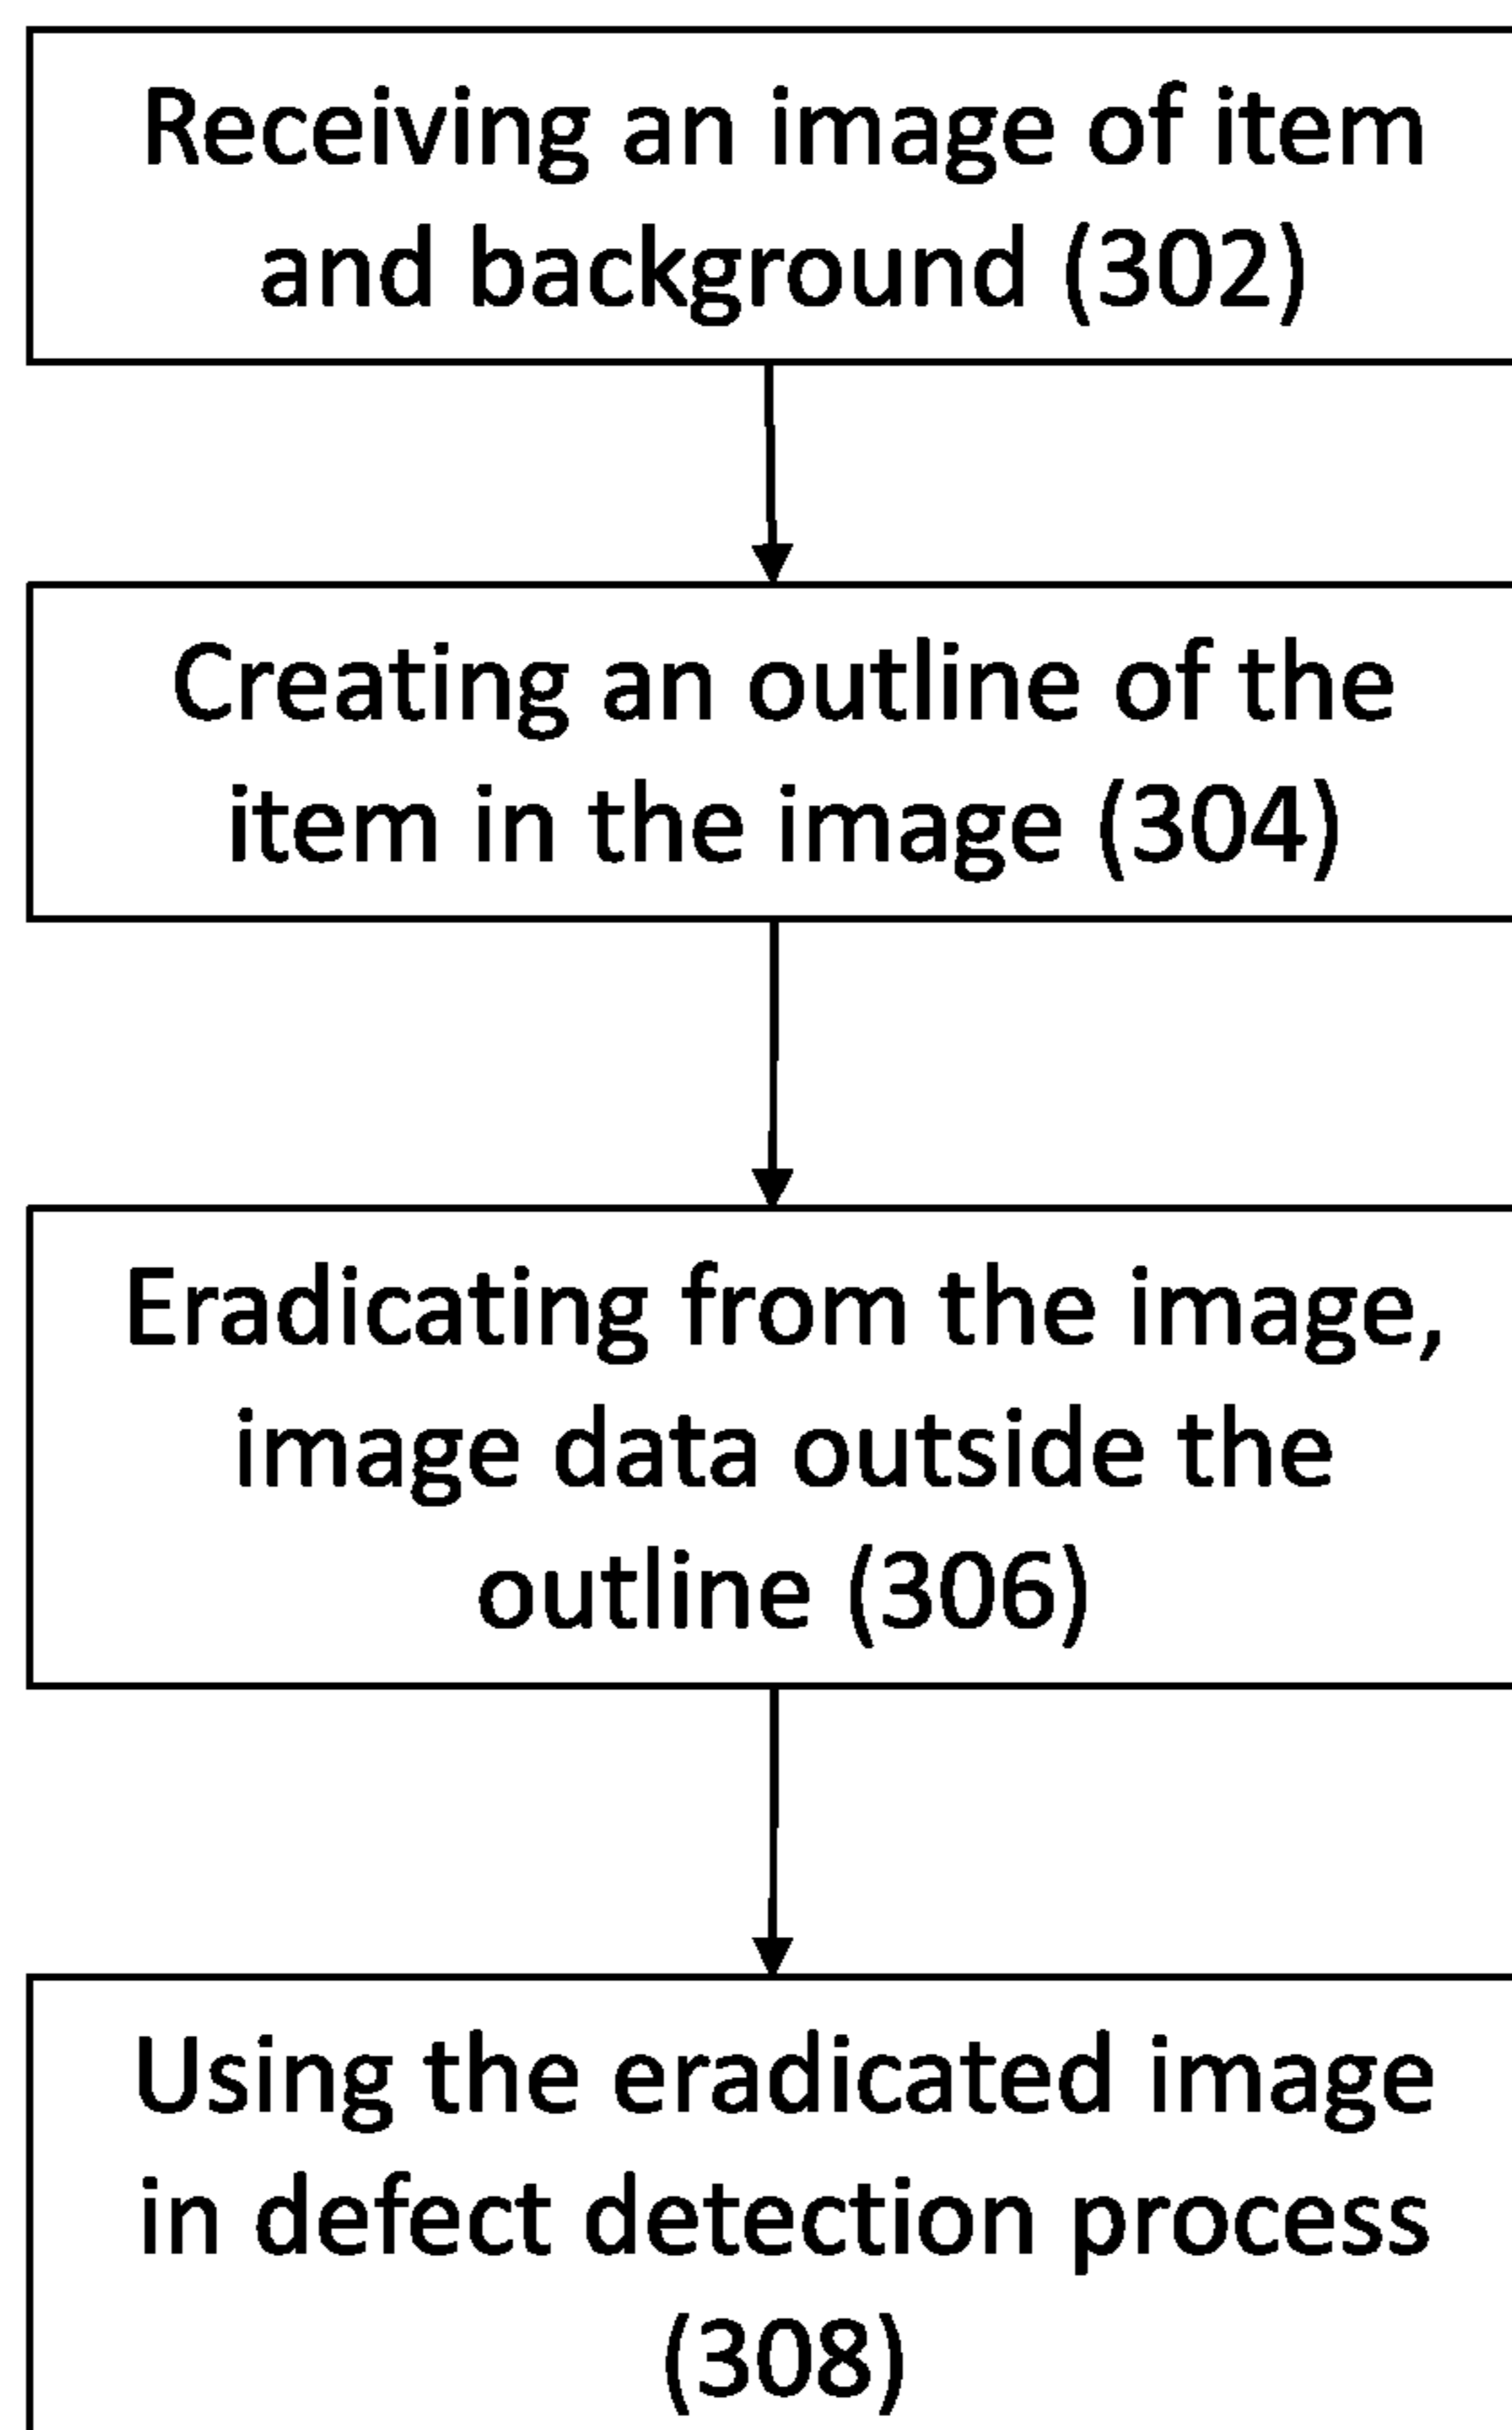 Receiving an image of item
and background (302)
Creating an outline of the
item in the image (304)
Eradicating from the image,
image data outside the
outline (306)
Using the eradicated image
in defect detection process
(308)